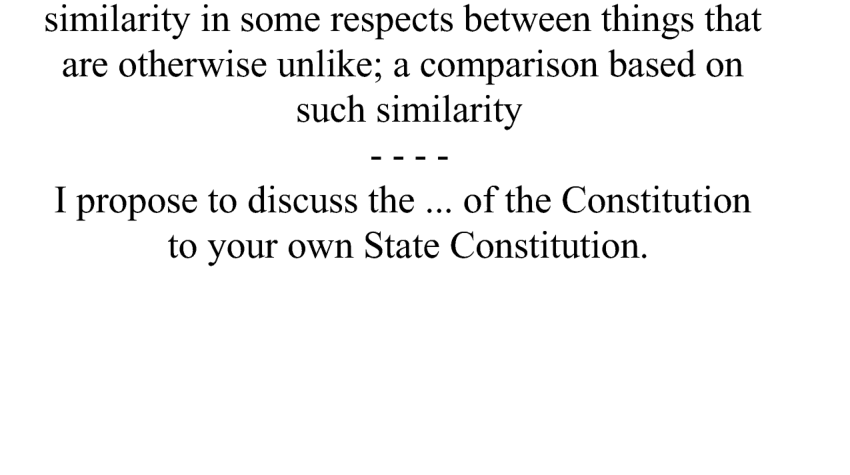 similarity in some respects between things that
are otherwise unlike; a comparison based on
such similarity
- - - -
I propose to discuss the ... of the Constitution
to your own State Constitution.